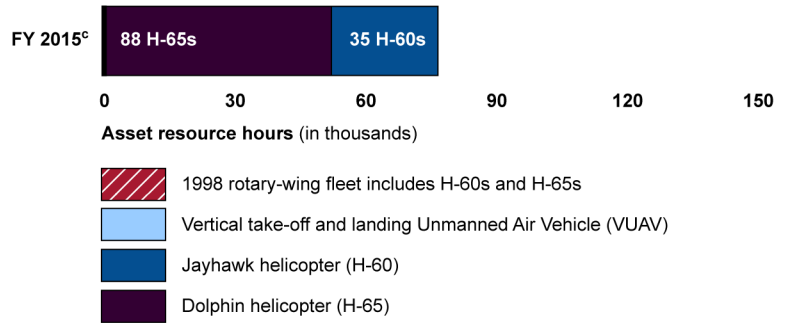 FY 2015ᶜ 88 H-65s 35 H-60s
0 30 60 90 120 150
Asset resource hours (in thousands)
1998 rotary-wing fleet includes H-60s and H-65s
Vertical take-off and landing Unmanned Air Vehicle (VUAV)
Jayhawk helicopter (H-60)
Dolphin helicopter (H-65)